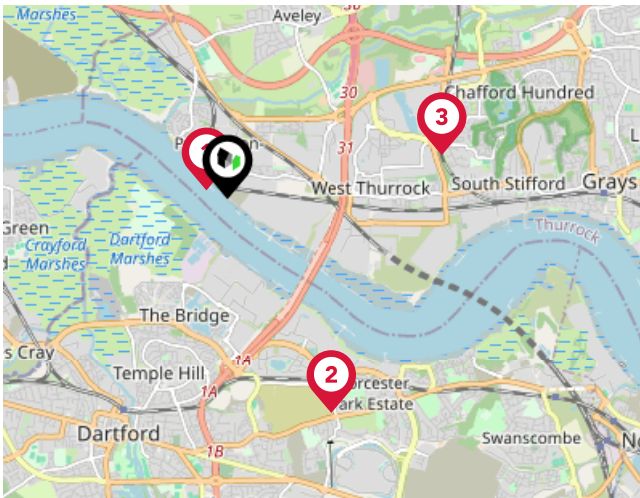 Marshes
Aveley
30
30
Chafford Hundred
3
31
1
West Thurrock
South Stifford
Grays
Thurrock
Green
Crayford
Marshes
Dartford
Marshes
The Bridge
s Cray
1A
Temple Hill
1A
2
Park Estate
Dartford
Swanscombe
1B